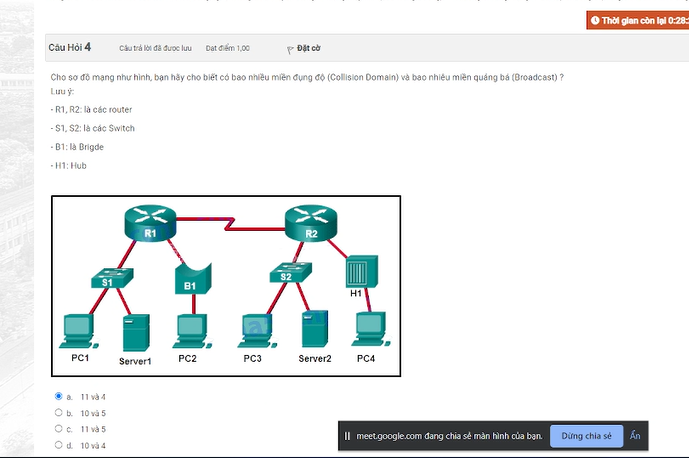 Thời gian còn lại 0:28:
Câu Hỏi 4 Câu trả lời đã được lưu Đạt điểm 1,00 Đặt cờ
Cho sơ đồ mạng như hình, bạn hãy cho biết có bao nhiêu miền đụng độ (Collision Domain) và bao nhiêu miền quảng bá (Broadcast) ?
Lưu ý:
- R1, R2: là các router
- S1, S2: là các Switch
- B1: là Brigde
- H1: Hub
R1 R2
S1 B1 S2 H1
PC1 Server1 PC2 PC3 Server2 PC4
a. 11 và 4
b. 10 và 5
c. 11 và 5
d. 10 và 4
meet.google.com đang chia sẻ màn hình của bạn. Dừng chia sẻ Ẩn